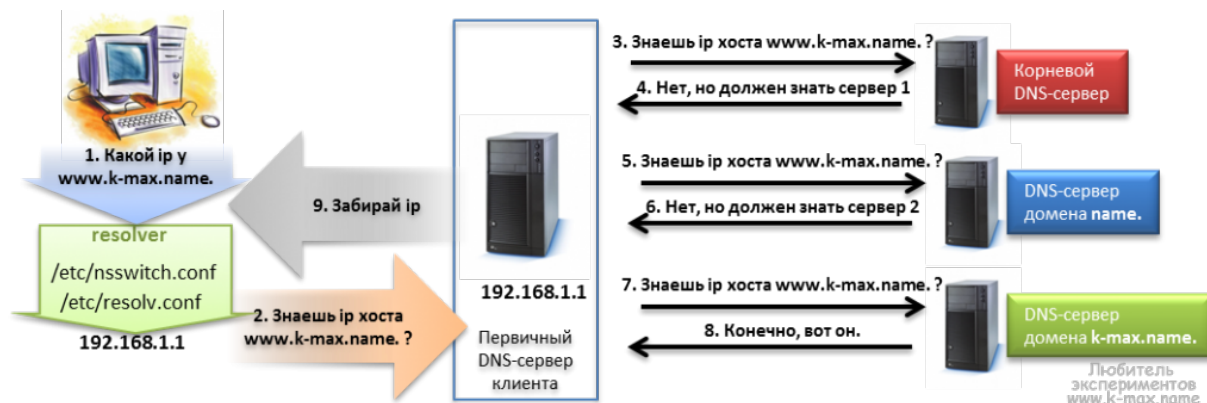 1. Какой ip у
www.k-max.name.
resolver
/etc/nsswitch.conf
/etc/resolv.conf
192.168.1.1
9. Забирай ip
2. Знаешь ip хоста
www.k-max.name. ?
192.168.1.1
Первичный
DNS-сервер
клиента
3. Знаешь ip хоста www.k-max.name. ?
4. Нет, но должен знать сервер 1
Корневой
DNS-сервер
5. Знаешь ip хоста www.k-max.name. ?
6. Нет, но должен знать сервер 2
DNS-сервер
домена name.
7. Знаешь ip хоста www.k-max.name. ?
8. Конечно, вот он.
DNS-сервер
домена k-max.name.
Любитель
экспериментов
www.k-max.name